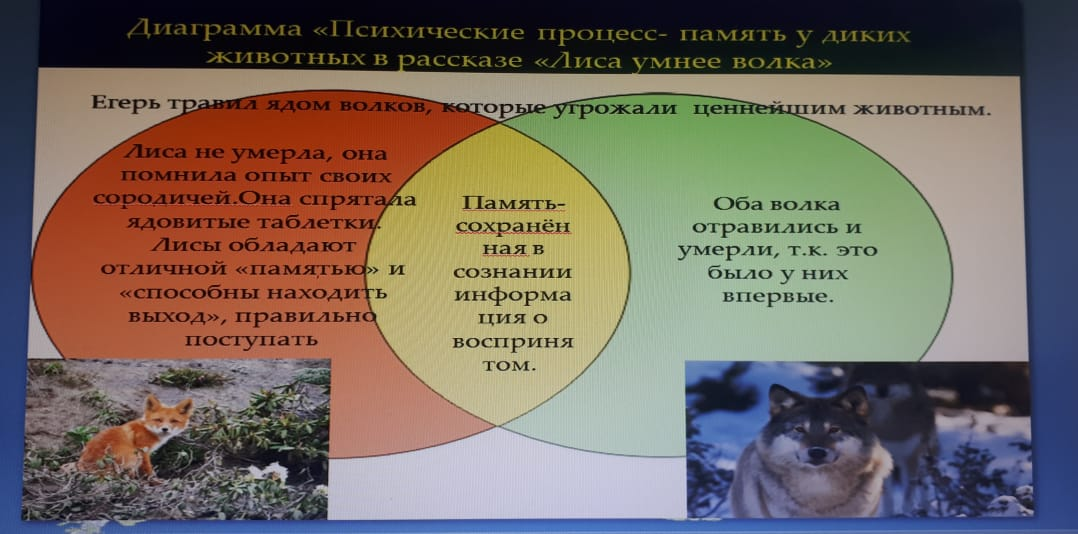 Диаграмма «Психические процесс- память у диких
животных в рассказе «Лиса умнее волка»
Егерь травил ядом волков, которые угрожали ценнейшим животным.
Лиса не умерла, она
помнила опыт своих
сородичей.Она спрятала
ядовитые таблетки.
Лисы обладают
отличной «памятью» и
«способны находить
выход», правильно
поступать
Память-
сохранён
ная в
сознании
информа
ция о
восприня
том.
Оба волка
отравились и
умерли, т.к. это
было у них
впервые.